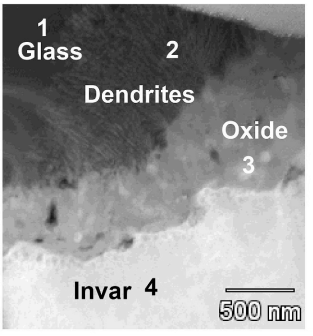 1
Glass
2
Dendrites
Oxide
3
Invar 4
500 nm